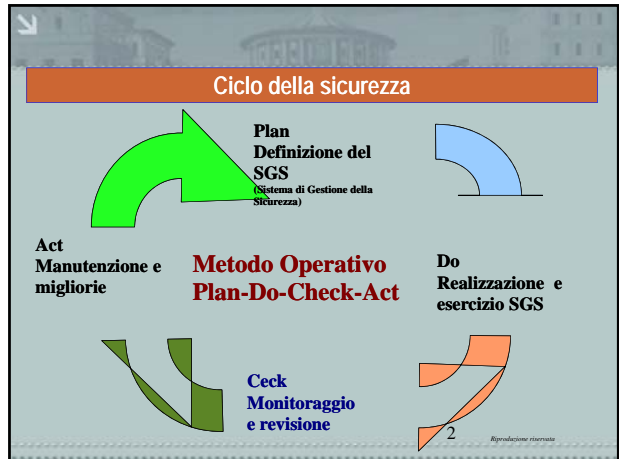 Ciclo della sicurezza
Plan
Definizione del
SGS
(Sistema di Gestione della
Sicurezza)
Act
Manutenzione e
migliorie
Metodo Operativo
Plan-Do-Check-Act
Do
Realizzazione e
esercizio SGS
Ceck
Monitoraggio
e revisione
2
Riproduzione riservata